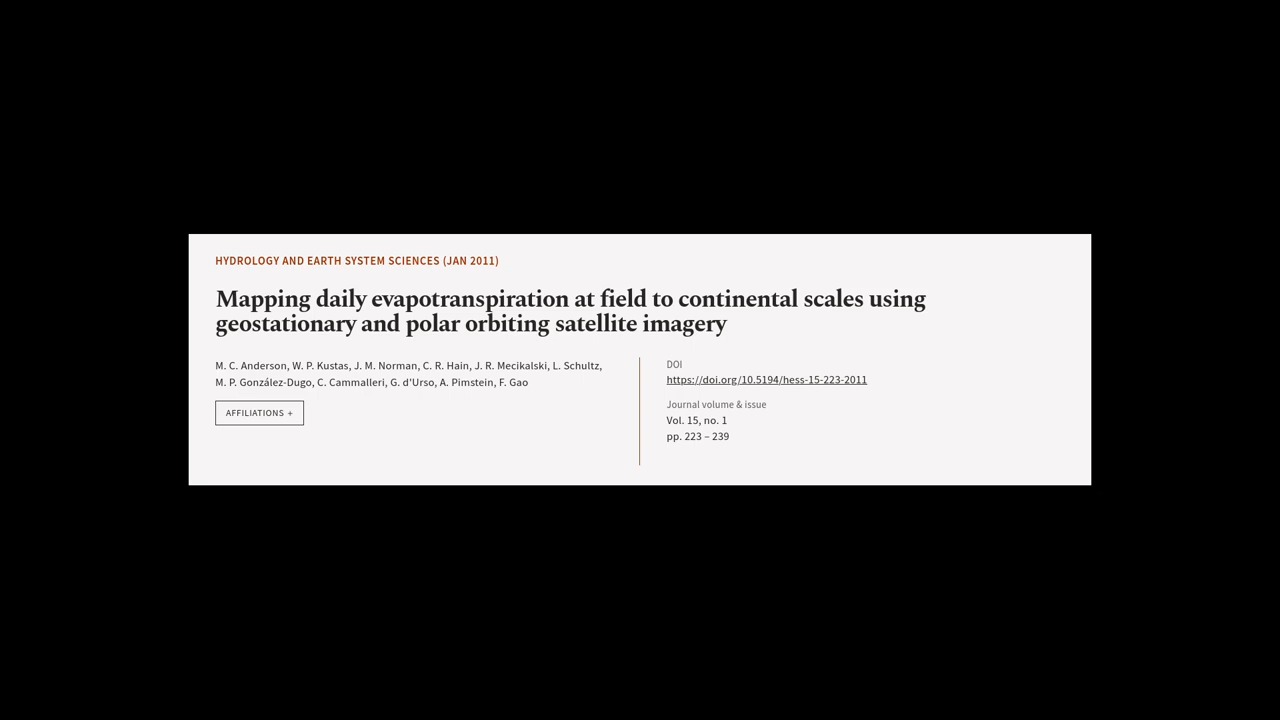 HYDROLOGY AND EARTH SYSTEM SCIENCES (JAN 2011)
Mapping daily evapotranspiration at field to continental scales using
geostationary and polar orbiting satellite imagery
M. C. Anderson, W. P. Kustas, J. M. Norman, C. R. Hain, J. R. Mecikalski, L. Schultz,
M. P. González-Dugo, C. Cammalleri, G. d'Urso, A. Pimstein, F. Gao
AFFILIATIONS +
DOI
https://doi.org/10.5194/hess-15-223-2011
Journal volume & issue
Vol. 15, no. 1
pp. 223 – 239